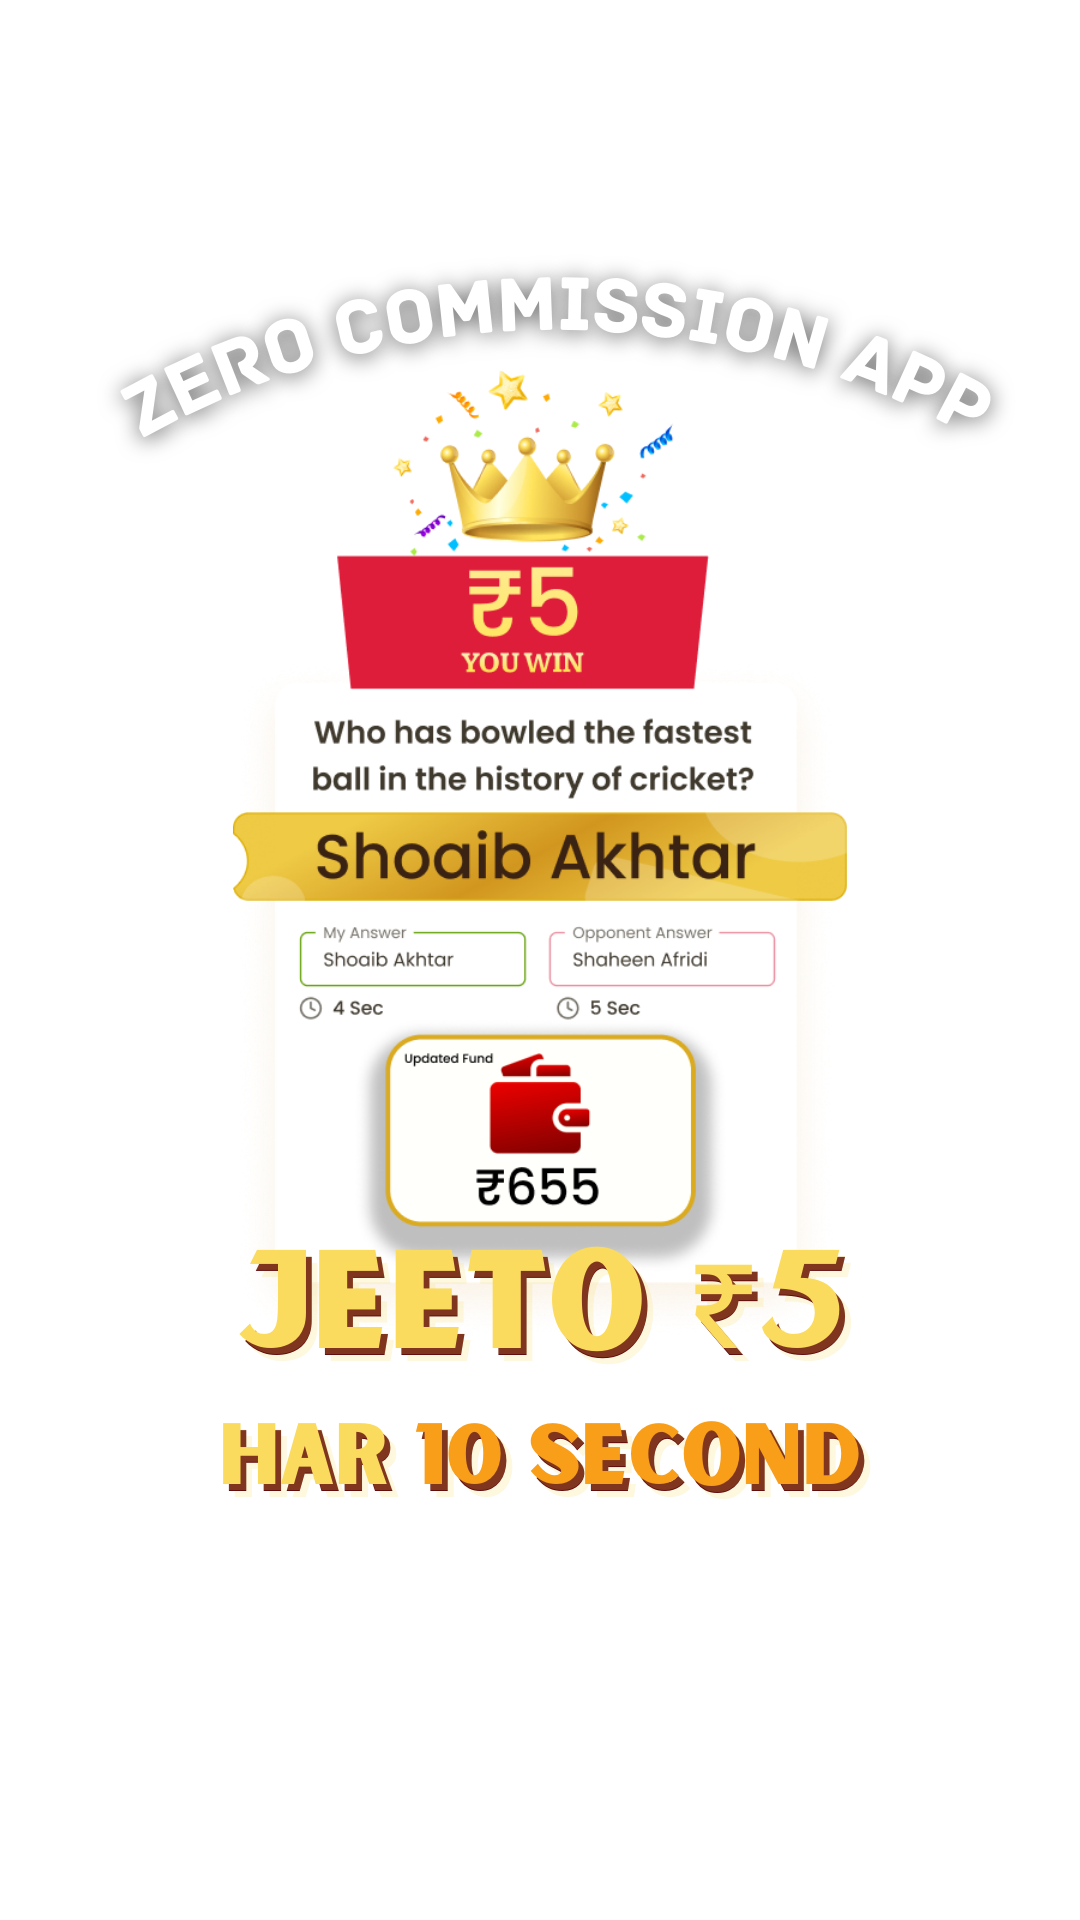 ZERO COMMISSION APP
₹5
YOU WIN
Who has bowled the fastest
ball in the history of cricket?
Shoaib Akhtar
My Answer
Shoaib Akhtar
4 Sec
Opponent Answer
Shaheen Afridi
5 Sec
Updated Fund
₹655
JEETO ₹5
HAR 10 SECOND